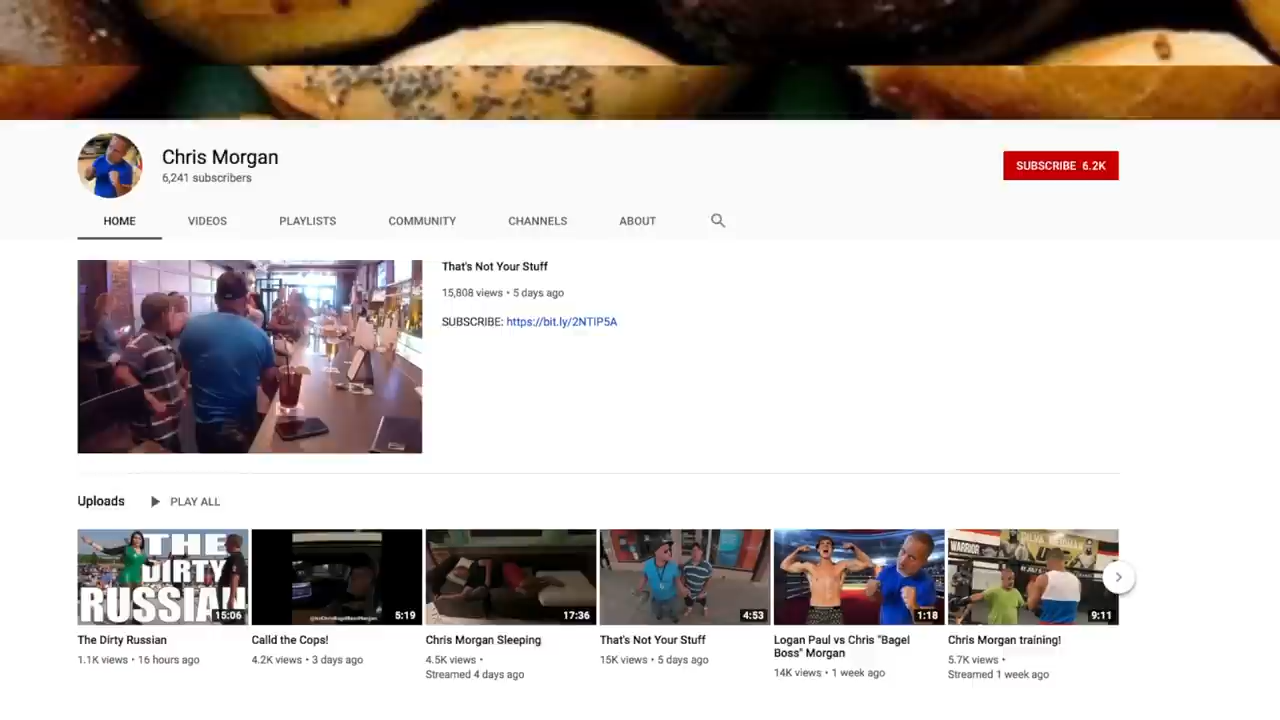 Chris Morgan
6,241 subscribers
SUBSCRIBE 6.2K
HOME VIDEOS PLAYLISTS COMMUNITY CHANNELS ABOUT
That's Not Your Stuff
15,808 views • 5 days ago
SUBSCRIBE: https://bit.ly/2NTIP5A
Uploads PLAY ALL
THE
DIRTY
RUSSIAN
15:06
5:19
17:36
4:53
1:18
WARRIOR
9:11
The Dirty Russian
1.1K views • 16 hours ago
Calld the Cops!
4.2K views • 3 days ago
Chris Morgan Sleeping
4.5K views •
Streamed 4 days ago
That's Not Your Stuff
15K views • 5 days ago
Logan Paul vs Chris "Bagel
Boss" Morgan
14K views • 1 week ago
Chris Morgan training!
5.7K views •
Streamed 1 week ago